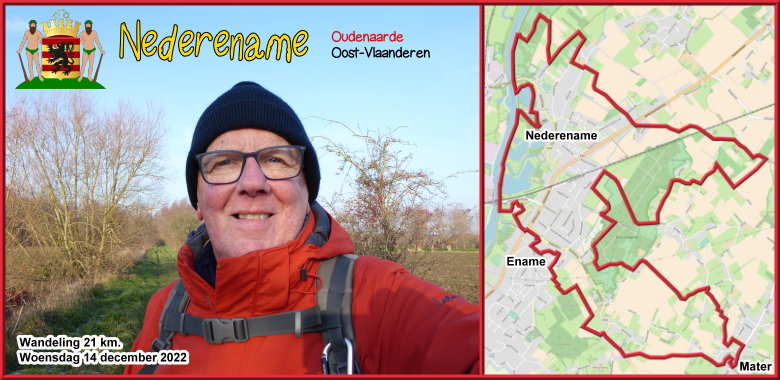 Nederename
Oudenaarde
Oost-Vlaanderen
Wandeling 21 km.
Woensdag 14 december 2022
Nederename
Ename
Mater